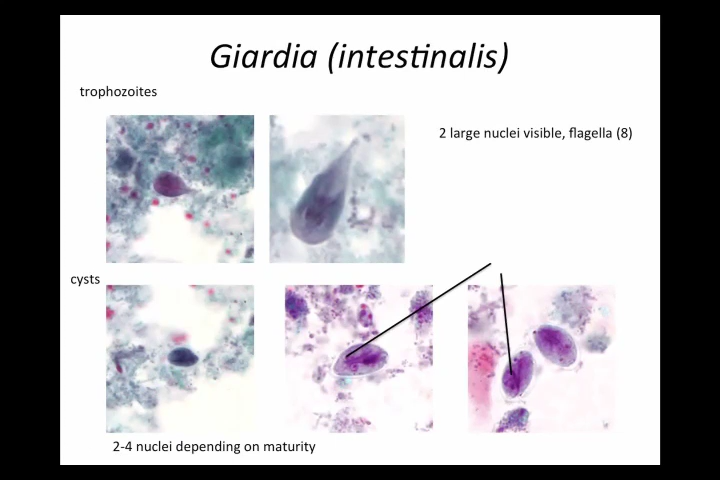 Giardia (intestinalis)
trophozoites
2 large nuclei visible, flagella (8)
cysts
2-4 nuclei depending on maturity